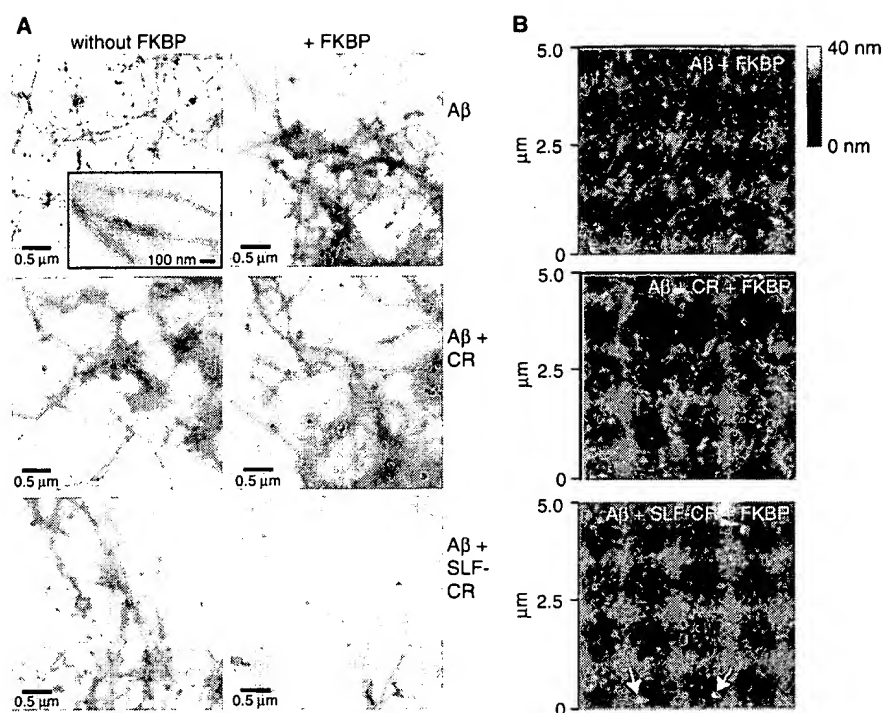 A
without FKBP
+ FKBP
Aβ
0.5 μm
100 nm
0.5 μm
Aβ +
CR
0.5 μm
0.5 μm
Aβ +
SLF-
CR
0.5 μm
0.5 μm
B
5.0
Aβ + FKBP
40 nm
0 nm
μm
2.5
0
5.0
Aβ + CR + FKBP
μm
2.5
0
5.0
Aβ + SLF-CR + FKBP
μm
2.5
0